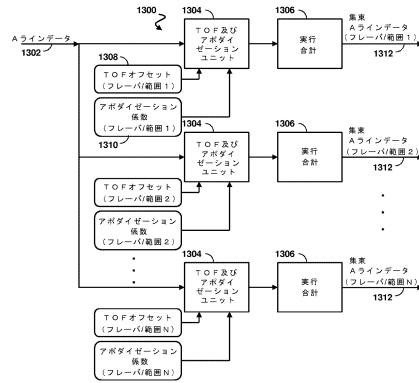 1300
Aラインデータ
1302
1304
TOF及び
アポダイ
ゼーション
ユニット
1306
実行
合計
集束
Aラインデータ
(フレーバ/範囲1)
1312
1308
TOFオフセット
(フレーバ/範囲1)
アポダイゼーション
係数
(フレーバ/範囲1)
1310
1304
TOF及び
アポダイ
ゼーション
ユニット
1306
実行
合計
集束
Aラインデータ
(フレーバ/範囲2)
1312
TOFオフセット
(フレーバ/範囲2)
アポダイゼーション
係数
(フレーバ/範囲2)
1304
TOF及び
アポダイ
ゼーション
ユニット
1306
実行
合計
集束
Aラインデータ
(フレーバ/範囲N)
1312
TOFオフセット
(フレーバ/範囲N)
アポダイゼーション
係数
(フレーバ/範囲N)